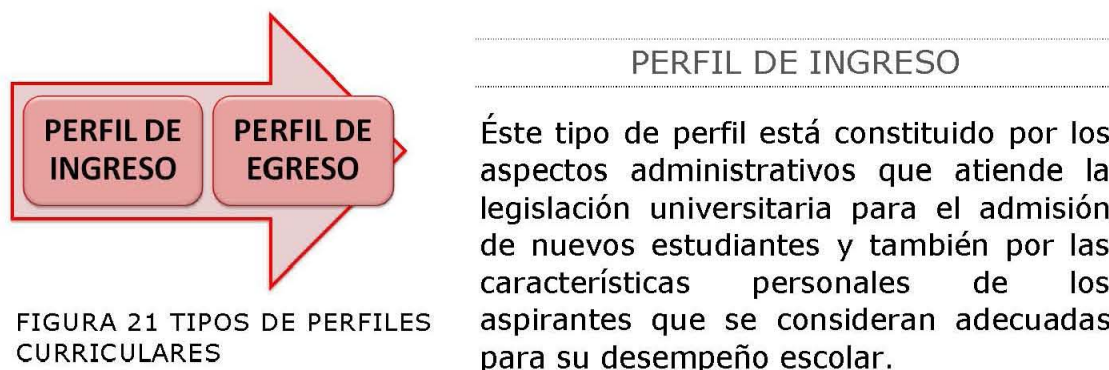 PERFIL DE
INGRESO
PERFIL DE
EGRESO
FIGURA 21 TIPOS DE PERFILES
CURRICULARES
PERFIL DE INGRESO
Éste tipo de perfil está constituido por los
aspectos administrativos que atiende la
legislación universitaria para el admisión
de nuevos estudiantes y también por las
características personales de los
aspirantes que se consideran adecuadas
para su desempeño escolar.